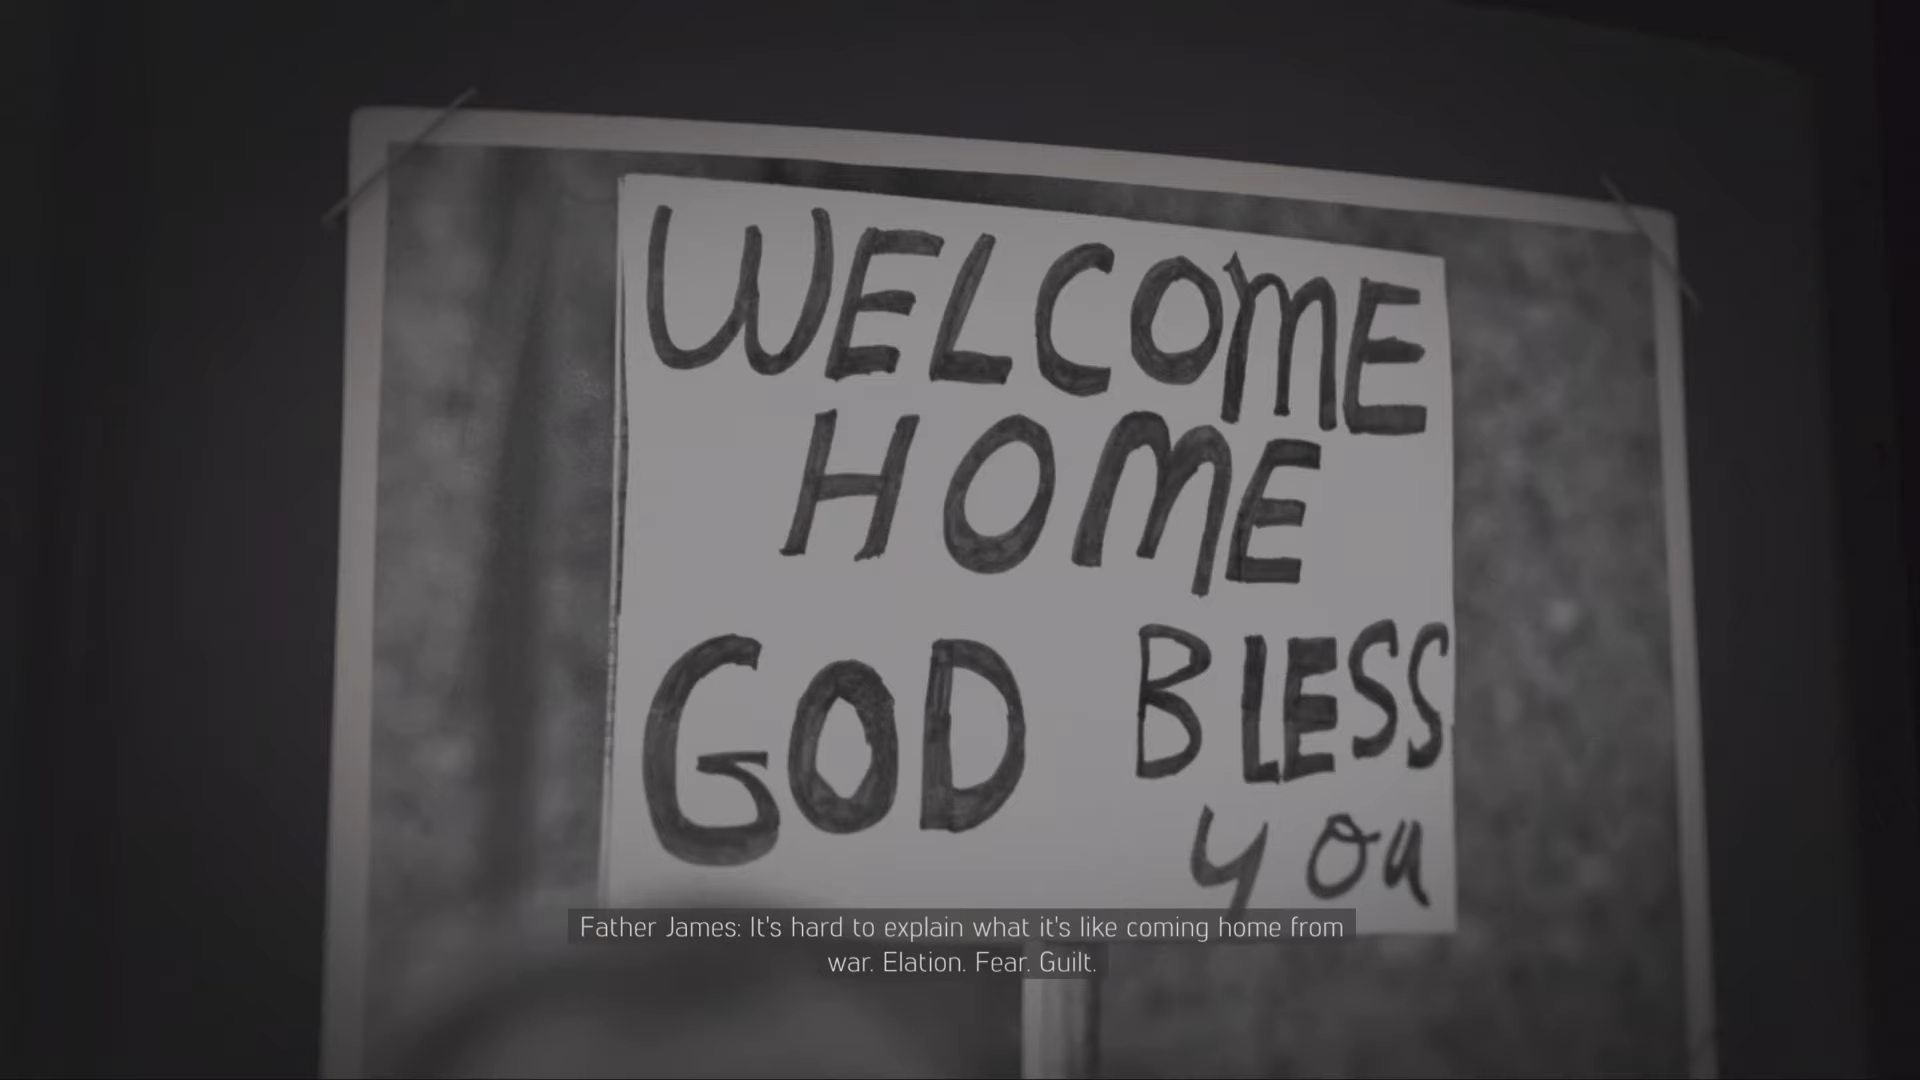 WELCOME
HOME
GOD BLESS
you
Father James: It's hard to explain what it's like coming home from
war. Elation. Fear. Guilt.